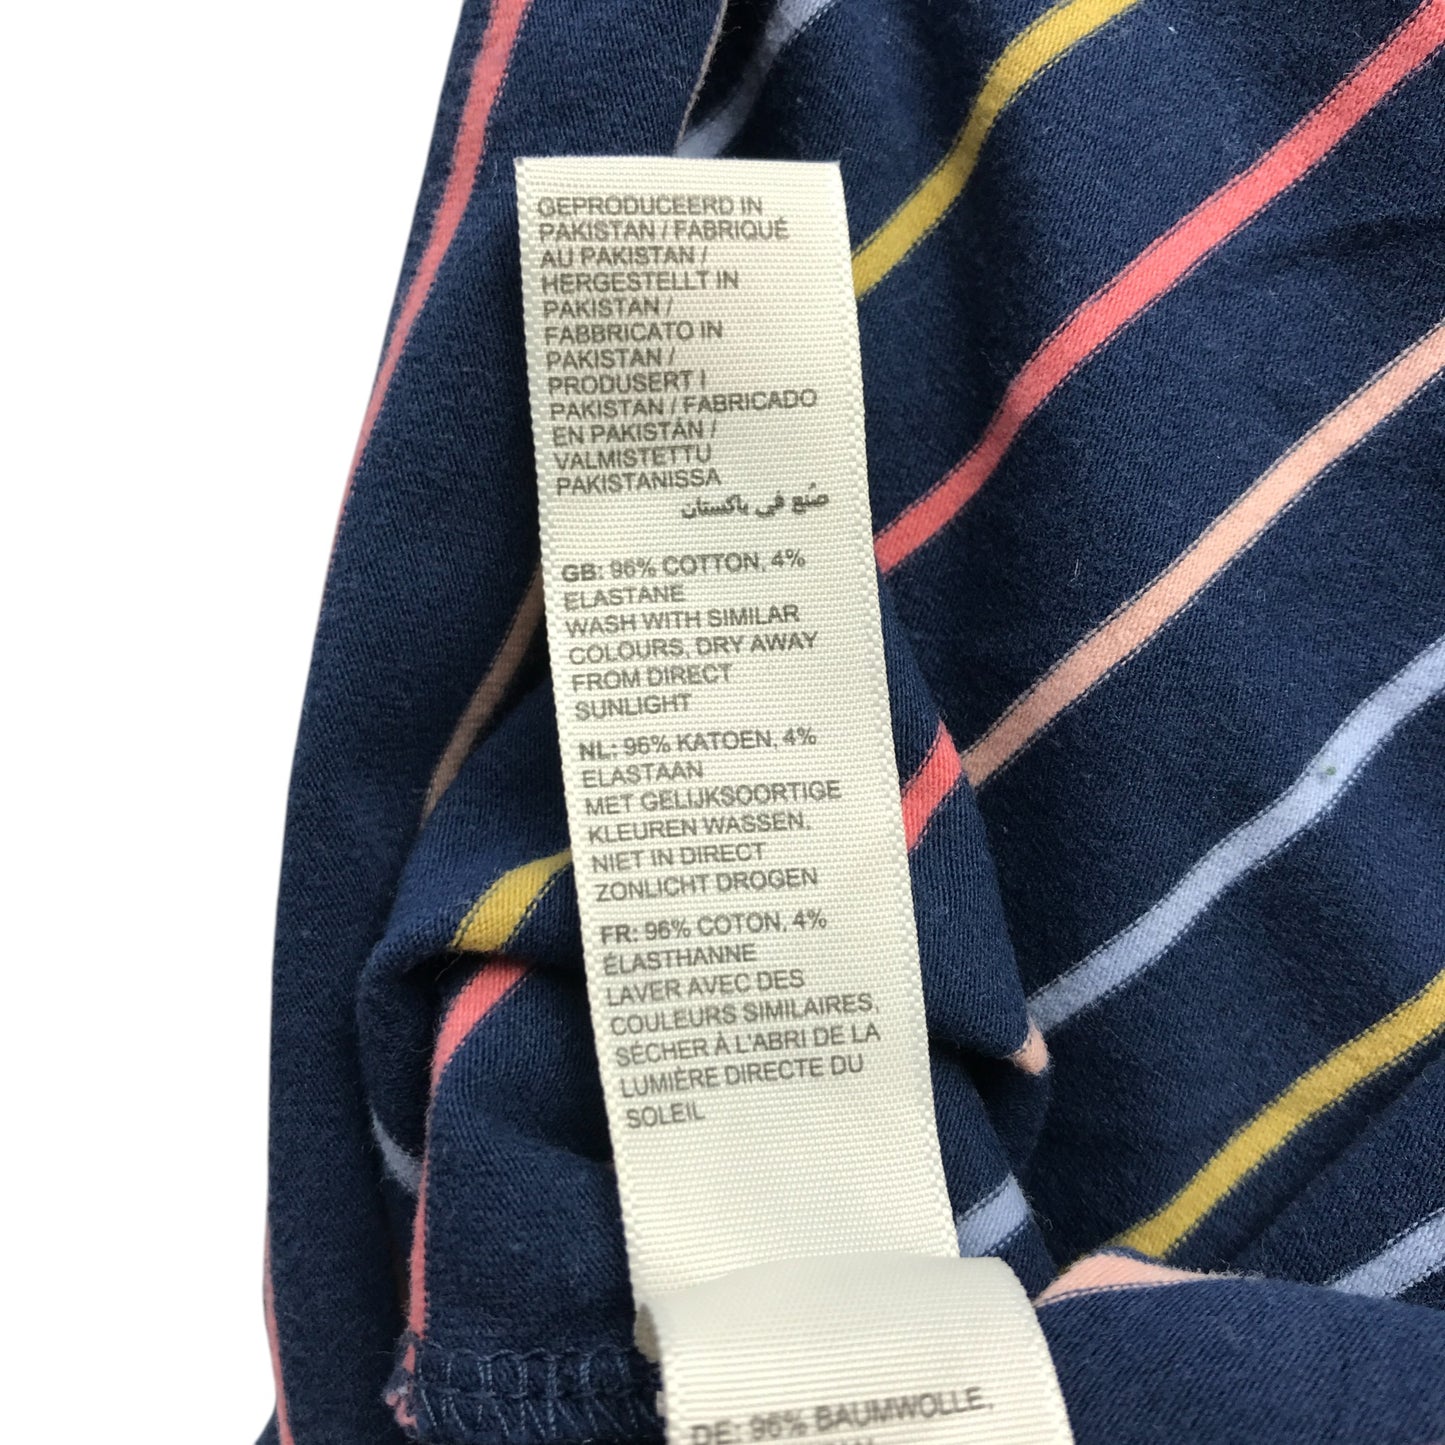 GEPRODUCEERD IN
PAKISTAN / FABRIQUÉ
AU PAKISTAN /
HERGESTELLT IN
PAKISTAN /
FABBRICATO IN
PAKISTAN /
PRODUSERT I
PAKISTAN / FABRICADO
EN PAKISTÁN /
VALMISTETTU
PAKISTANISSA
صُنع في باكستان
GB: 96% COTTON, 4%
ELASTANE
WASH WITH SIMILAR
COLOURS, DRY AWAY
FROM DIRECT
SUNLIGHT
NL: 96% KATOEN, 4%
ELASTAAN
MET GELIJKSOORTIGE
KLEUREN WASSEN,
NIET IN DIRECT
ZONLICHT DROGEN
FR: 96% COTON, 4%
ÉLASTHANNE
LAVER AVEC DES
COULEURS SIMILAIRES,
SÉCHER À L'ABRI DE LA
LUMIÈRE DIRECTE DU
SOLEIL
DE: 96% BAUMWOLLE,